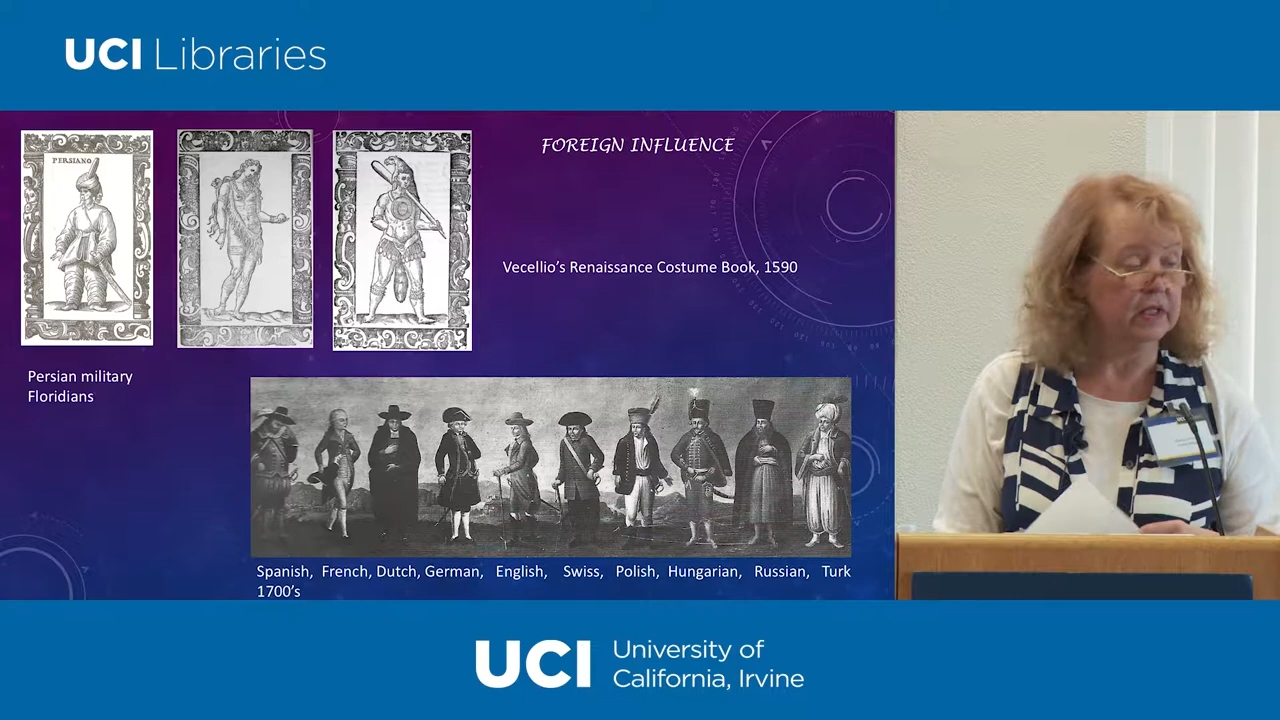 UCI Libraries
FOREIGN INFLUENCE
PERSIANO
Vecellio's Renaissance Costume Book, 1590
Persian military
Floridians
Spanish, French, Dutch, German, English, Swiss, Polish, Hungarian, Russian, Turk
1700's
UCI University of
California, Irvine